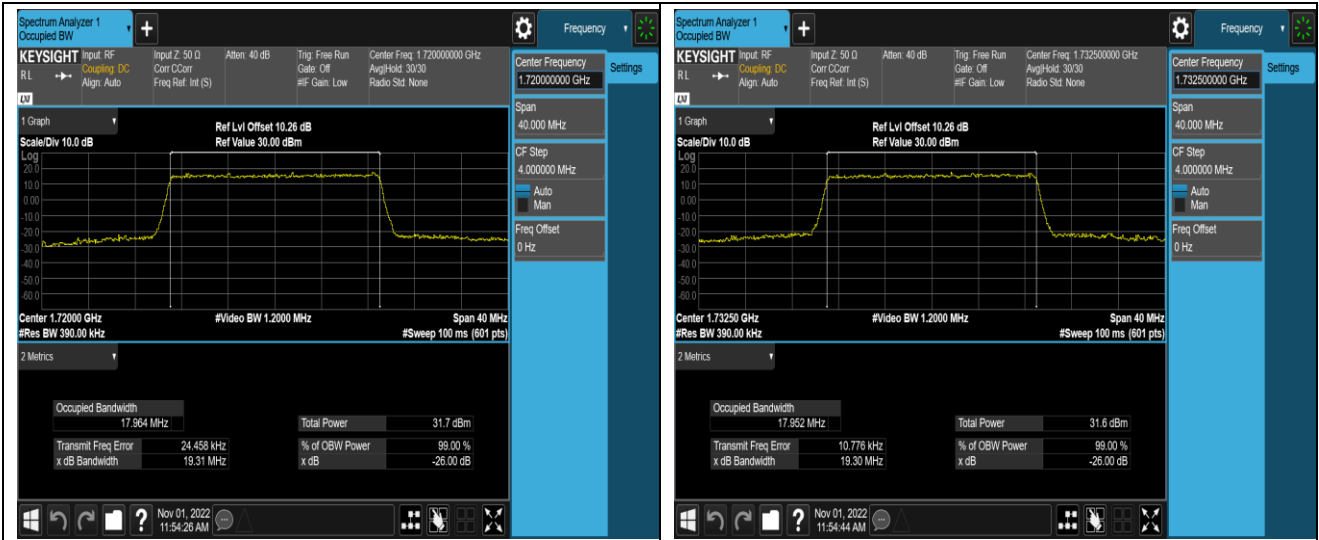 Spectrum Analyzer 1
Occupied BW
+
Frequency
KEYSIGHT
RL
LXI
Input: RF
Coupling: DC
Align: Auto
Input Z: 50 Ω
Corr CCorr
Freq Ref: Int (S)
Atten: 40 dB
Trig: Free Run
Gate: Off
#IF Gain: Low
Center Freq: 1.720000000 GHz
Avg|Hold: 30/30
Radio Std: None
Center Frequency
1.720000000 GHz
Settings
Span
40.000 MHz
CF Step
4.000000 MHz
Auto
Man
Freq Offset
0 Hz
1 Graph
Scale/Div 10.0 dB
Ref Lvl Offset 10.26 dB
Ref Value 30.00 dBm
Log
20.0
10.0
0.00
-10.0
-20.0
-30.0
-40.0
-50.0
-60.0
Center 1.72000 GHz
#Res BW 390.00 kHz
#Video BW 1.2000 MHz
Span 40 MHz
#Sweep 100 ms (601 pts)
2 Metrics
Occupied Bandwidth
17.964 MHz
Total Power 31.7 dBm
Transmit Freq Error 24.458 kHz
% of OBW Power 99.00 %
x dB Bandwidth 19.31 MHz
x dB -26.00 dB
?
Nov 01, 2022
11:54:26 AM
Spectrum Analyzer 1
Occupied BW
+
Frequency
KEYSIGHT
RL
LXI
Input: RF
Coupling: DC
Align: Auto
Input Z: 50 Ω
Corr CCorr
Freq Ref: Int (S)
Atten: 40 dB
Trig: Free Run
Gate: Off
#IF Gain: Low
Center Freq: 1.732500000 GHz
Avg|Hold: 30/30
Radio Std: None
Center Frequency
1.732500000 GHz
Settings
Span
40.000 MHz
CF Step
4.000000 MHz
Auto
Man
Freq Offset
0 Hz
1 Graph
Scale/Div 10.0 dB
Ref Lvl Offset 10.26 dB
Ref Value 30.00 dBm
Log
20.0
10.0
0.00
-10.0
-20.0
-30.0
-40.0
-50.0
-60.0
Center 1.73250 GHz
#Res BW 390.00 kHz
#Video BW 1.2000 MHz
Span 40 MHz
#Sweep 100 ms (601 pts)
2 Metrics
Occupied Bandwidth
17.952 MHz
Total Power 31.6 dBm
Transmit Freq Error 10.776 kHz
% of OBW Power 99.00 %
x dB Bandwidth 19.30 MHz
x dB -26.00 dB
?
Nov 01, 2022
11:54:44 AM